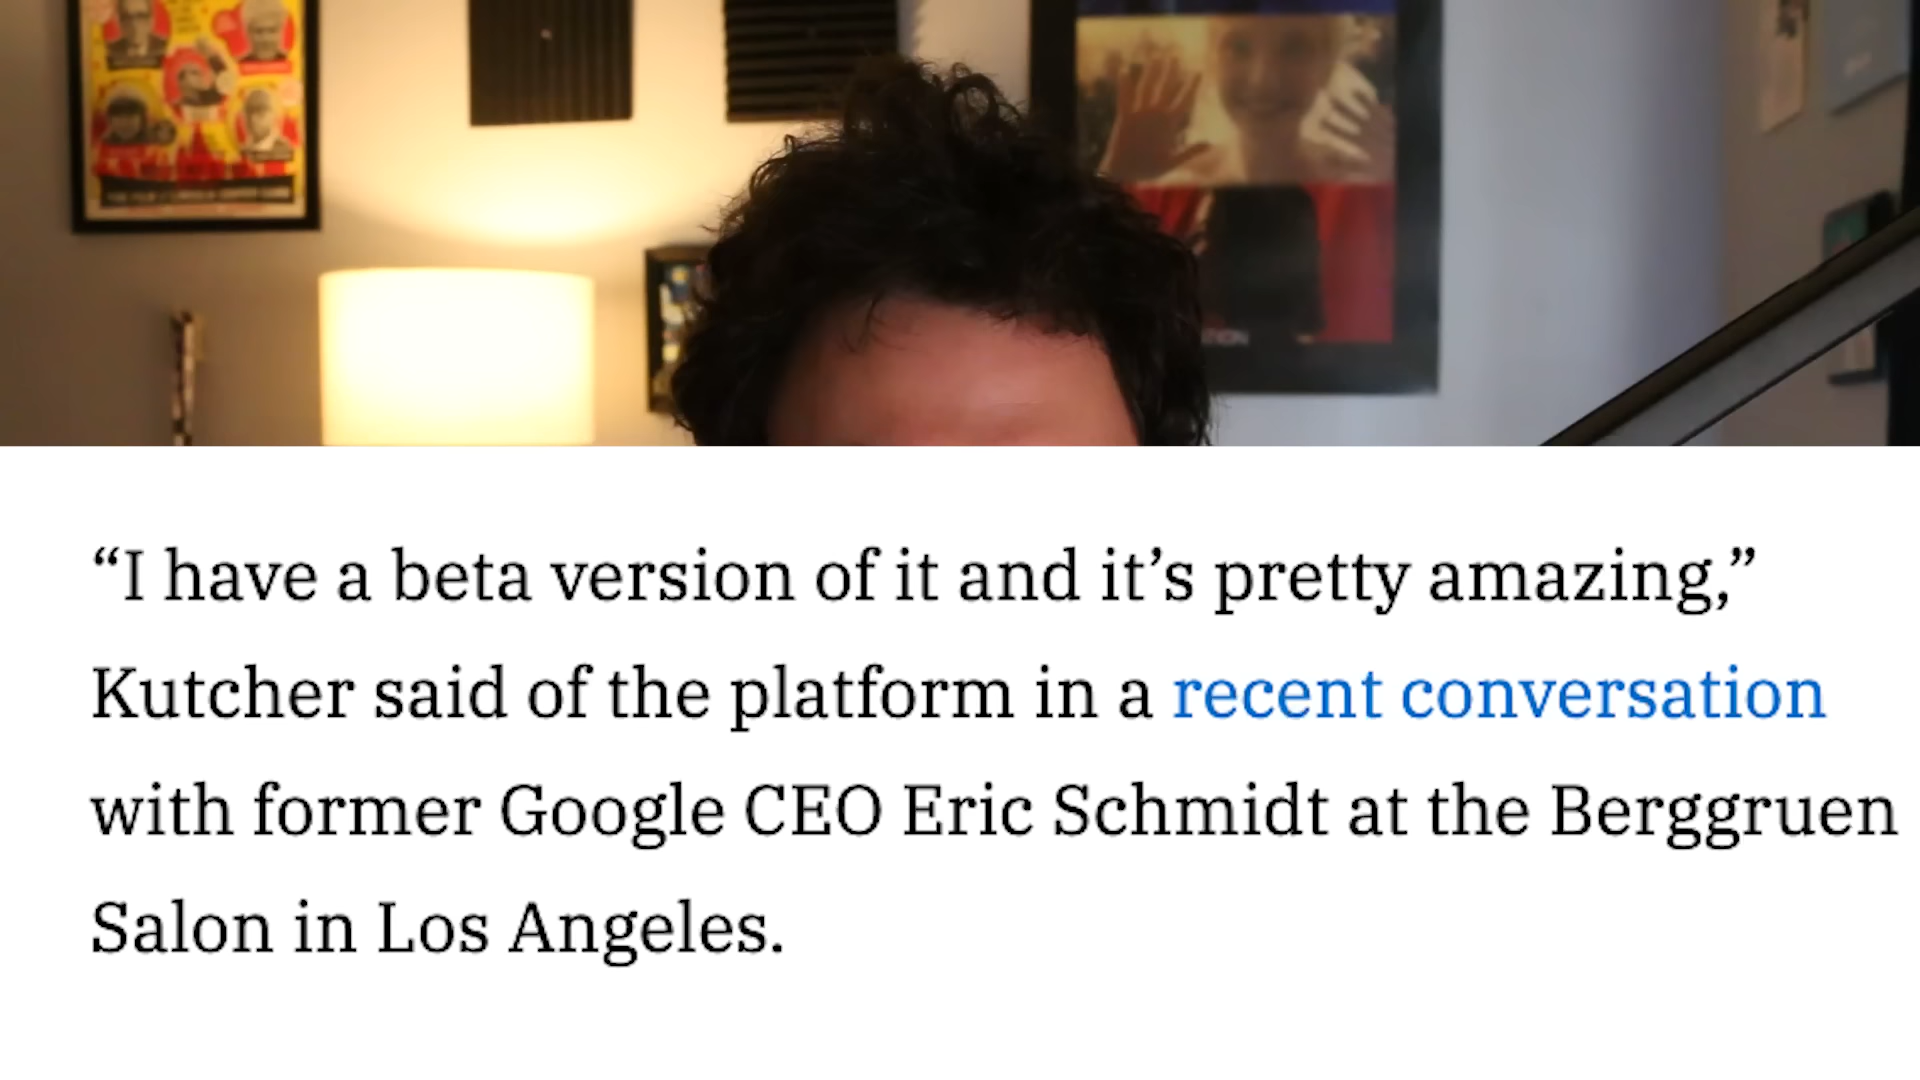 “I have a beta version of it and it’s pretty amazing,”
Kutcher said of the platform in a recent conversation
with former Google CEO Eric Schmidt at the Berggruen
Salon in Los Angeles.